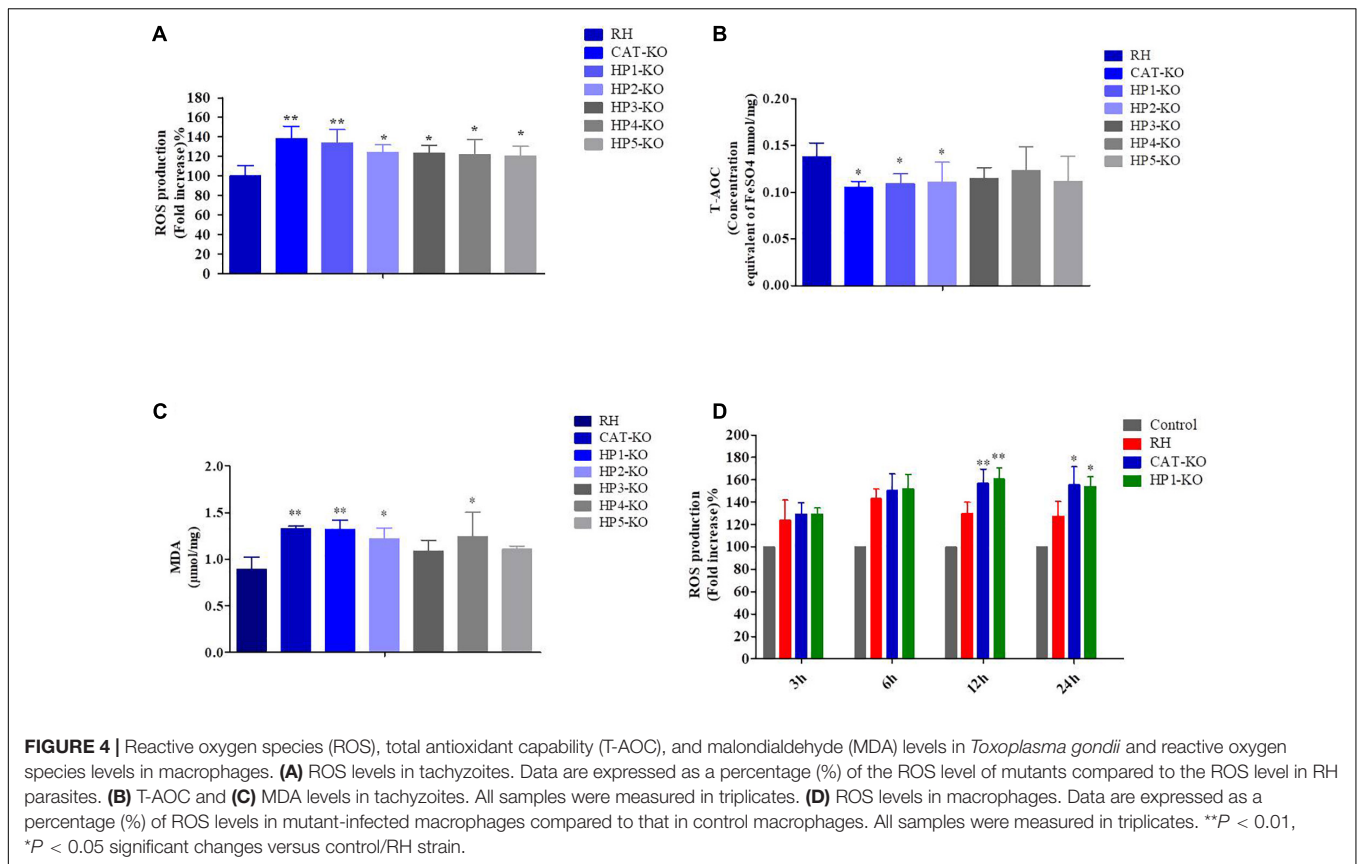 A
RH
CAT-KO
HP1-KO
HP2-KO
HP3-KO
HP4-KO
HP5-KO
ROS production
(Fold increase)%
180
160
140
120
100
80
60
40
20
0
** ** * * * *
B
RH
CAT-KO
HP1-KO
HP2-KO
HP3-KO
HP4-KO
HP5-KO
T-AOC
(Concentration
equivalent of FeSO4 mmol/mg)
0.20
0.15
0.10
0.05
0.00
* * *
C
RH
CAT-KO
HP1-KO
HP2-KO
HP3-KO
HP4-KO
HP5-KO
MDA
(μmol/mg)
2.0
1.5
1.0
0.5
0.0
** ** * *
D
Control
RH
CAT-KO
HP1-KO
ROS production
(Fold increase)%
200
180
160
140
120
100
80
60
40
20
0
** ** * *
3h 6h 12h 24h
FIGURE 4 | Reactive oxygen species (ROS), total antioxidant capability (T-AOC), and malondialdehyde (MDA) levels in Toxoplasma gondii and reactive oxygen
species levels in macrophages. (A) ROS levels in tachyzoites. Data are expressed as a percentage (%) of the ROS level of mutants compared to the ROS level in RH
parasites. (B) T-AOC and (C) MDA levels in tachyzoites. All samples were measured in triplicates. (D) ROS levels in macrophages. Data are expressed as a
percentage (%) of ROS levels in mutant-infected macrophages compared to that in control macrophages. All samples were measured in triplicates. **P < 0.01,
*P < 0.05 significant changes versus control/RH strain.